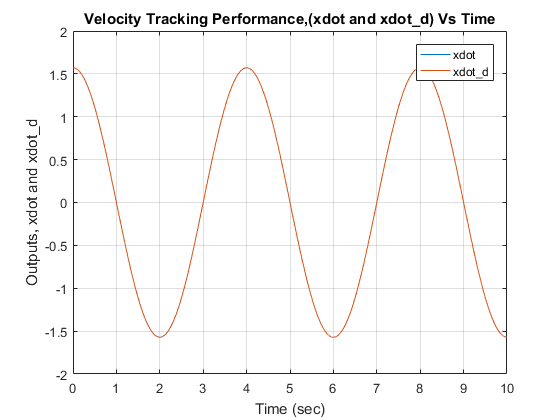 Velocity Tracking Performance,(xdot and xdot_d) Vs Time
xdot
xdot_d
Outputs, xdot and xdot_d
2
1.5
1
0.5
0
-0.5
-1
-1.5
-2
0 1 2 3 4 5 6 7 8 9 10
Time (sec)